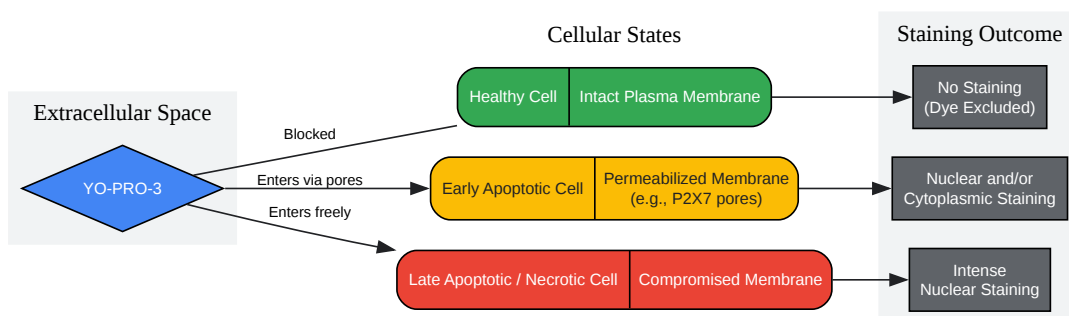 Cellular States
Staining Outcome
Extracellular Space
YO-PRO-3
Blocked
Enters via pores
Enters freely
Healthy Cell
Intact Plasma Membrane
No Staining
(Dye Excluded)
Early Apoptotic Cell
Permeabilized Membrane
(e.g., P2X7 pores)
Nuclear and/or
Cytoplasmic Staining
Late Apoptotic / Necrotic Cell
Compromised Membrane
Intense
Nuclear Staining